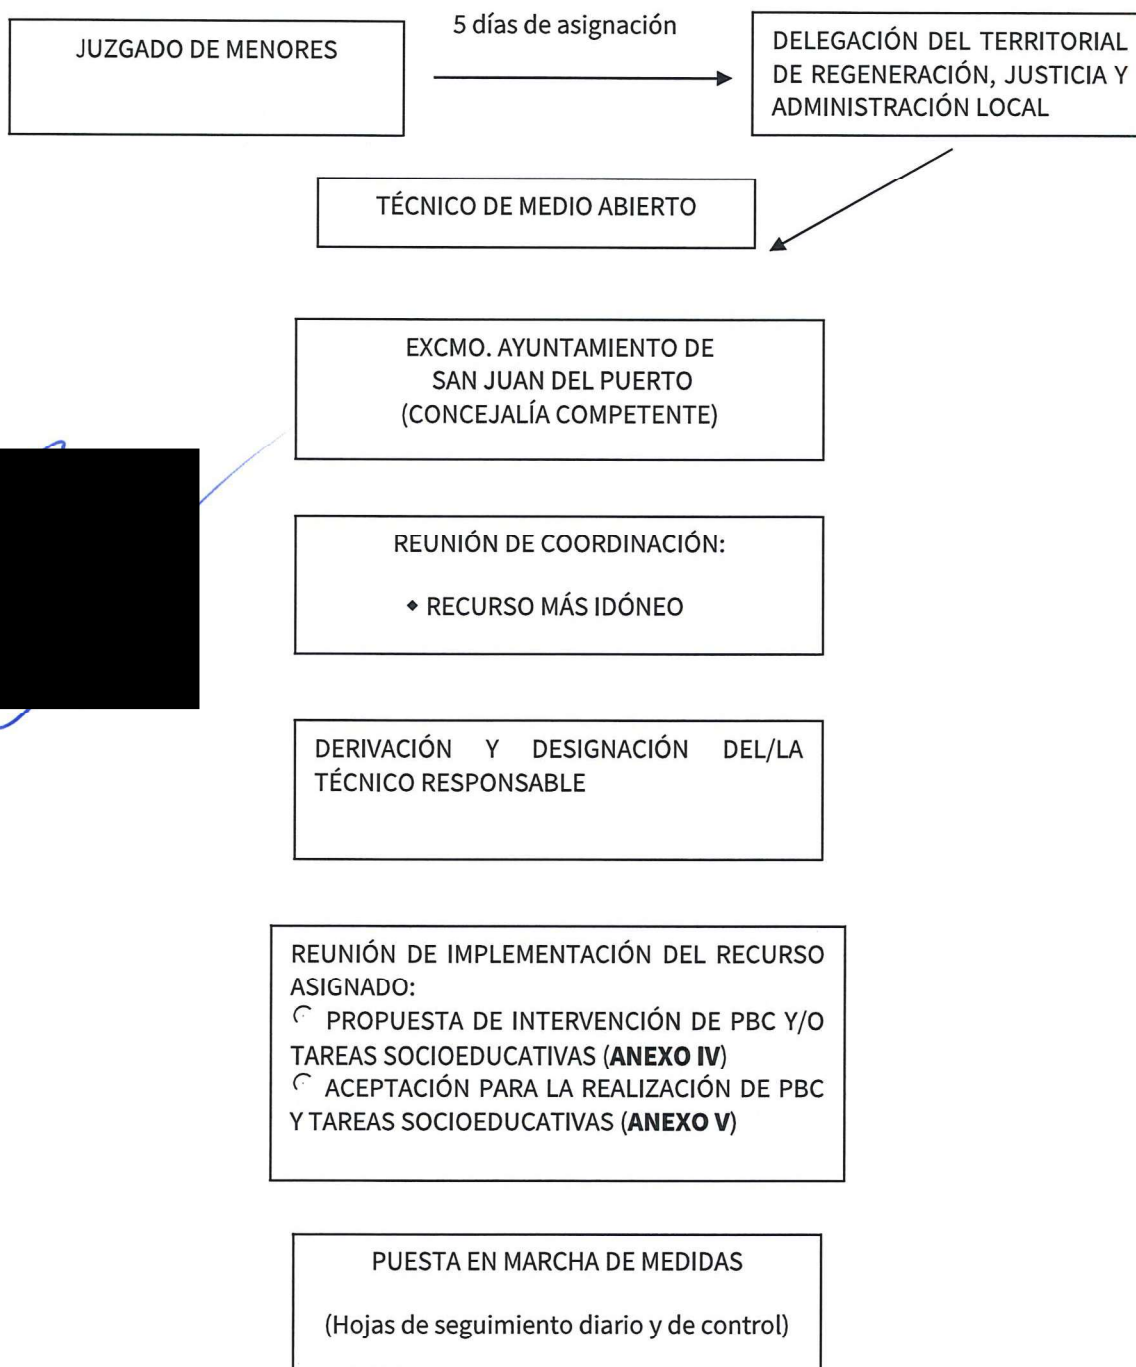 JUZGADO DE MENORES
5 días de asignación
DELEGACIÓN DEL TERRITORIAL
DE REGENERACIÓN, JUSTICIA Y
ADMINISTRACIÓN LOCAL
TÉCNICO DE MEDIO ABIERTO
EXCMO. AYUNTAMIENTO DE
SAN JUAN DEL PUERTO
(CONCEJALÍA COMPETENTE)
REUNIÓN DE COORDINACIÓN:
◆ RECURSO MÁS IDÓNEO
DERIVACIÓN Y DESIGNACIÓN DEL/LA
TÉCNICO RESPONSABLE
REUNIÓN DE IMPLEMENTACIÓN DEL RECURSO
ASIGNADO:
PROPUESTA DE INTERVENCIÓN DE PBC Y/O
TAREAS SOCIOEDUCATIVAS (ANEXO IV)
ACEPTACIÓN PARA LA REALIZACIÓN DE PBC
Y TAREAS SOCIOEDUCATIVAS (ANEXO V)
PUESTA EN MARCHA DE MEDIDAS
(Hojas de seguimiento diario y de control)